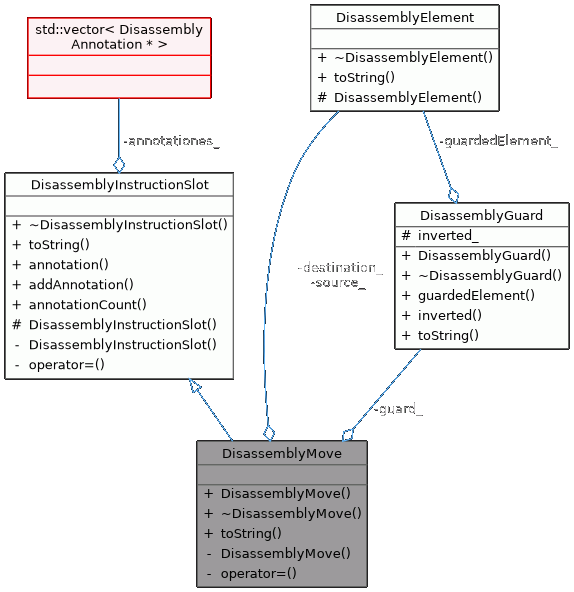 std::vector< Disassembly
Annotation * >
DisassemblyElement
+ ~DisassemblyElement()
+ toString()
# DisassemblyElement()
-annotationes_
-guardedElement_
DisassemblyInstructionSlot
+ ~DisassemblyInstructionSlot()
+ toString()
+ annotation()
+ addAnnotation()
+ annotationCount()
# DisassemblyInstructionSlot()
- DisassemblyInstructionSlot()
- operator=()
-destination_
-source_
DisassemblyGuard
# inverted_
+ DisassemblyGuard()
+ ~DisassemblyGuard()
+ guardedElement()
+ inverted()
+ toString()
-guard_
DisassemblyMove
+ DisassemblyMove()
+ ~DisassemblyMove()
+ toString()
- DisassemblyMove()
- operator=()